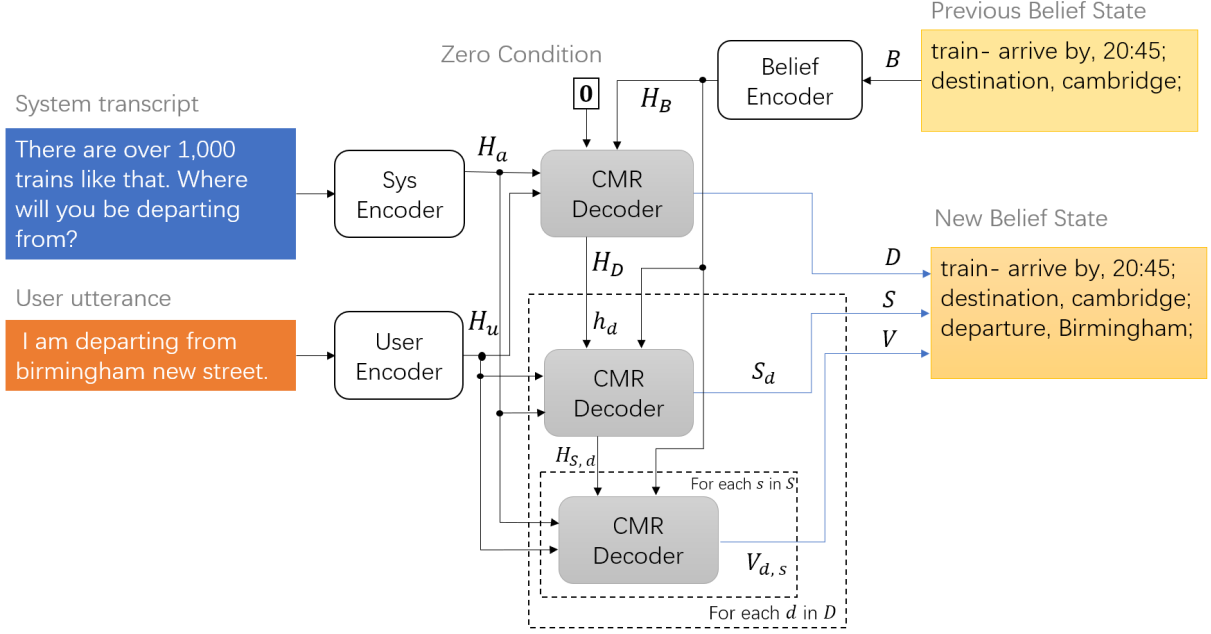 Previous Belief State
train- arrive by, 20:45;
destination, cambridge;
B
Belief
Encoder
Zero Condition
0
H_B
System transcript
There are over 1,000
trains like that. Where
will you be departing
from?
Sys
Encoder
H_a
CMR
Decoder
New Belief State
train- arrive by, 20:45;
destination, cambridge;
departure, Birmingham;
D
S
V
H_D
User utterance
I am departing from
birmingham new street.
User
Encoder
H_u
h_d
CMR
Decoder
S_d
H_{S, d}
For each s in S
CMR
Decoder
V_{d, s}
For each d in D